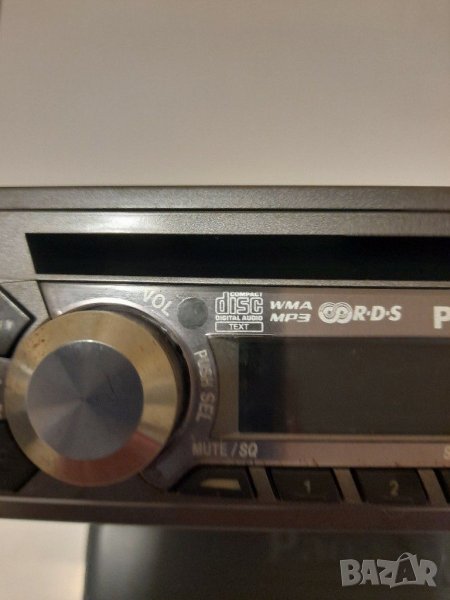 VOL
COMPACT
disc
DIGITAL AUDIO
TEXT
WMA
MP3
R·D·S
P
PUSH SEL
MUTE / SQ
S
1
2
BAZAR